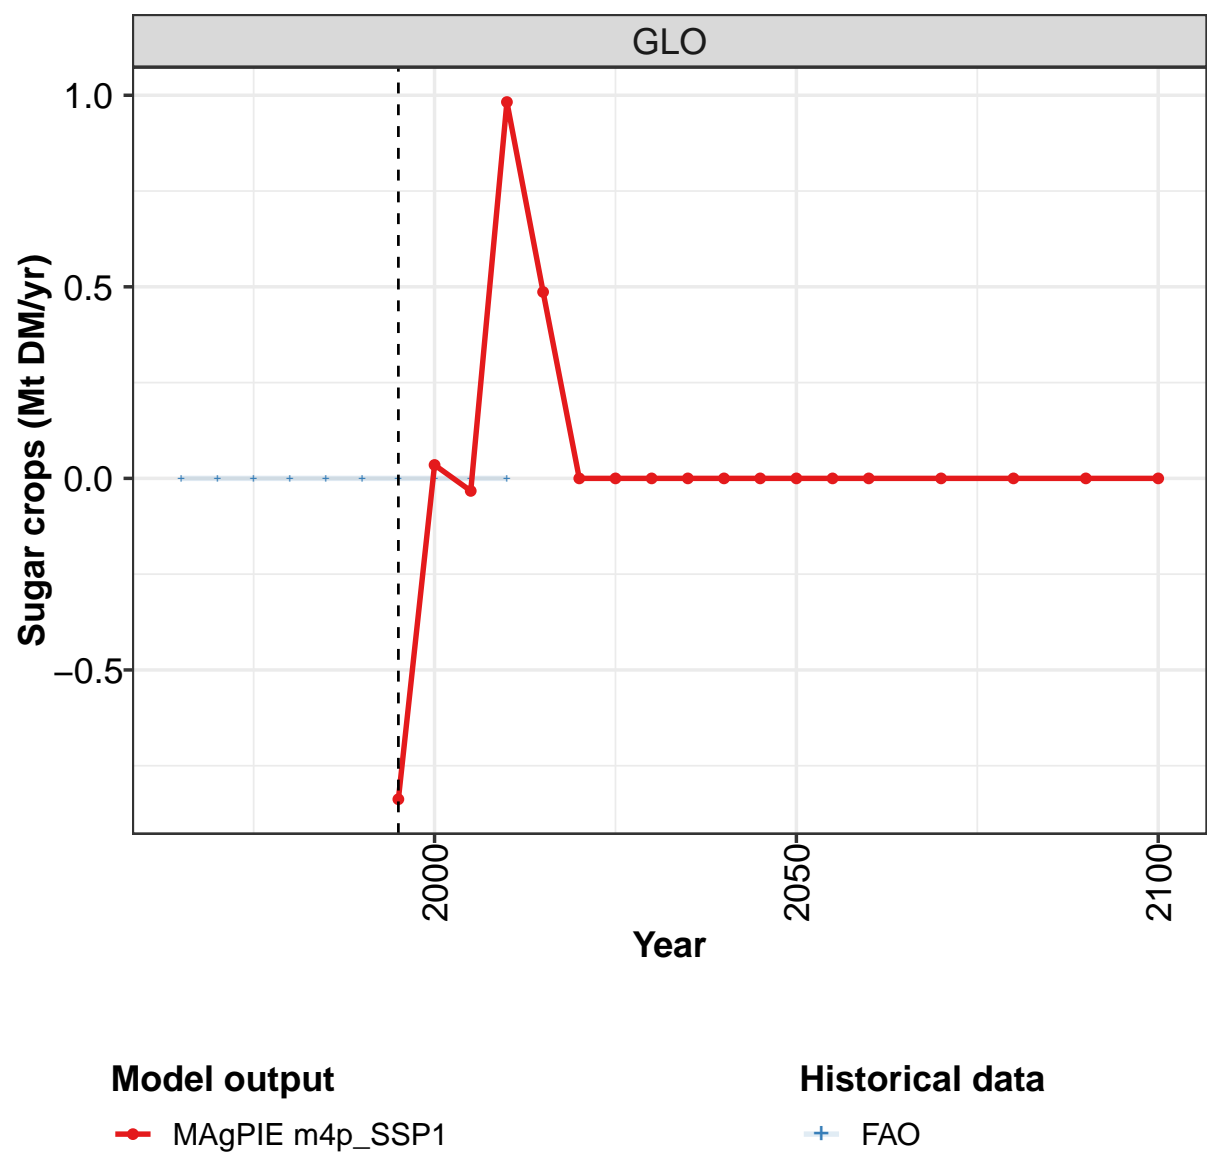 GLO
Sugar crops (Mt DM/yr)
1.0
0.5
0.0
−0.5
2000
2050
2100
Year
Model output
MAgPIE m4p_SSP1
Historical data
FAO